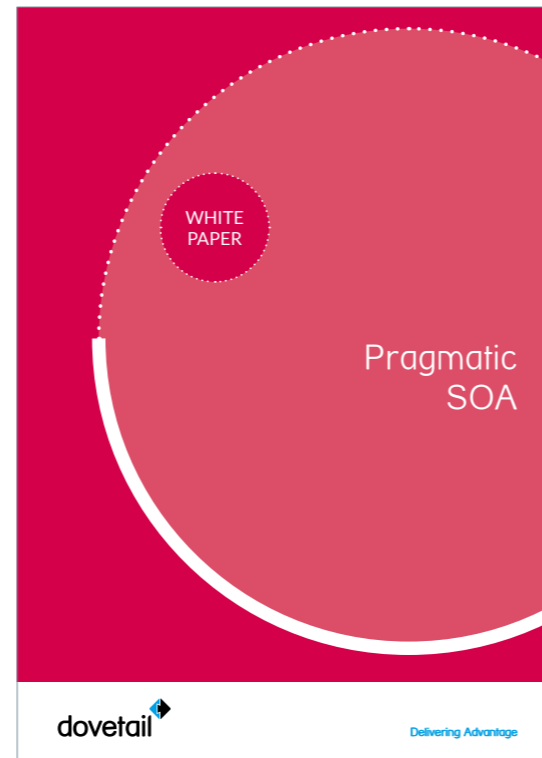 WHITE
PAPER
Pragmatic
SOA
dovetail
Delivering Advantage